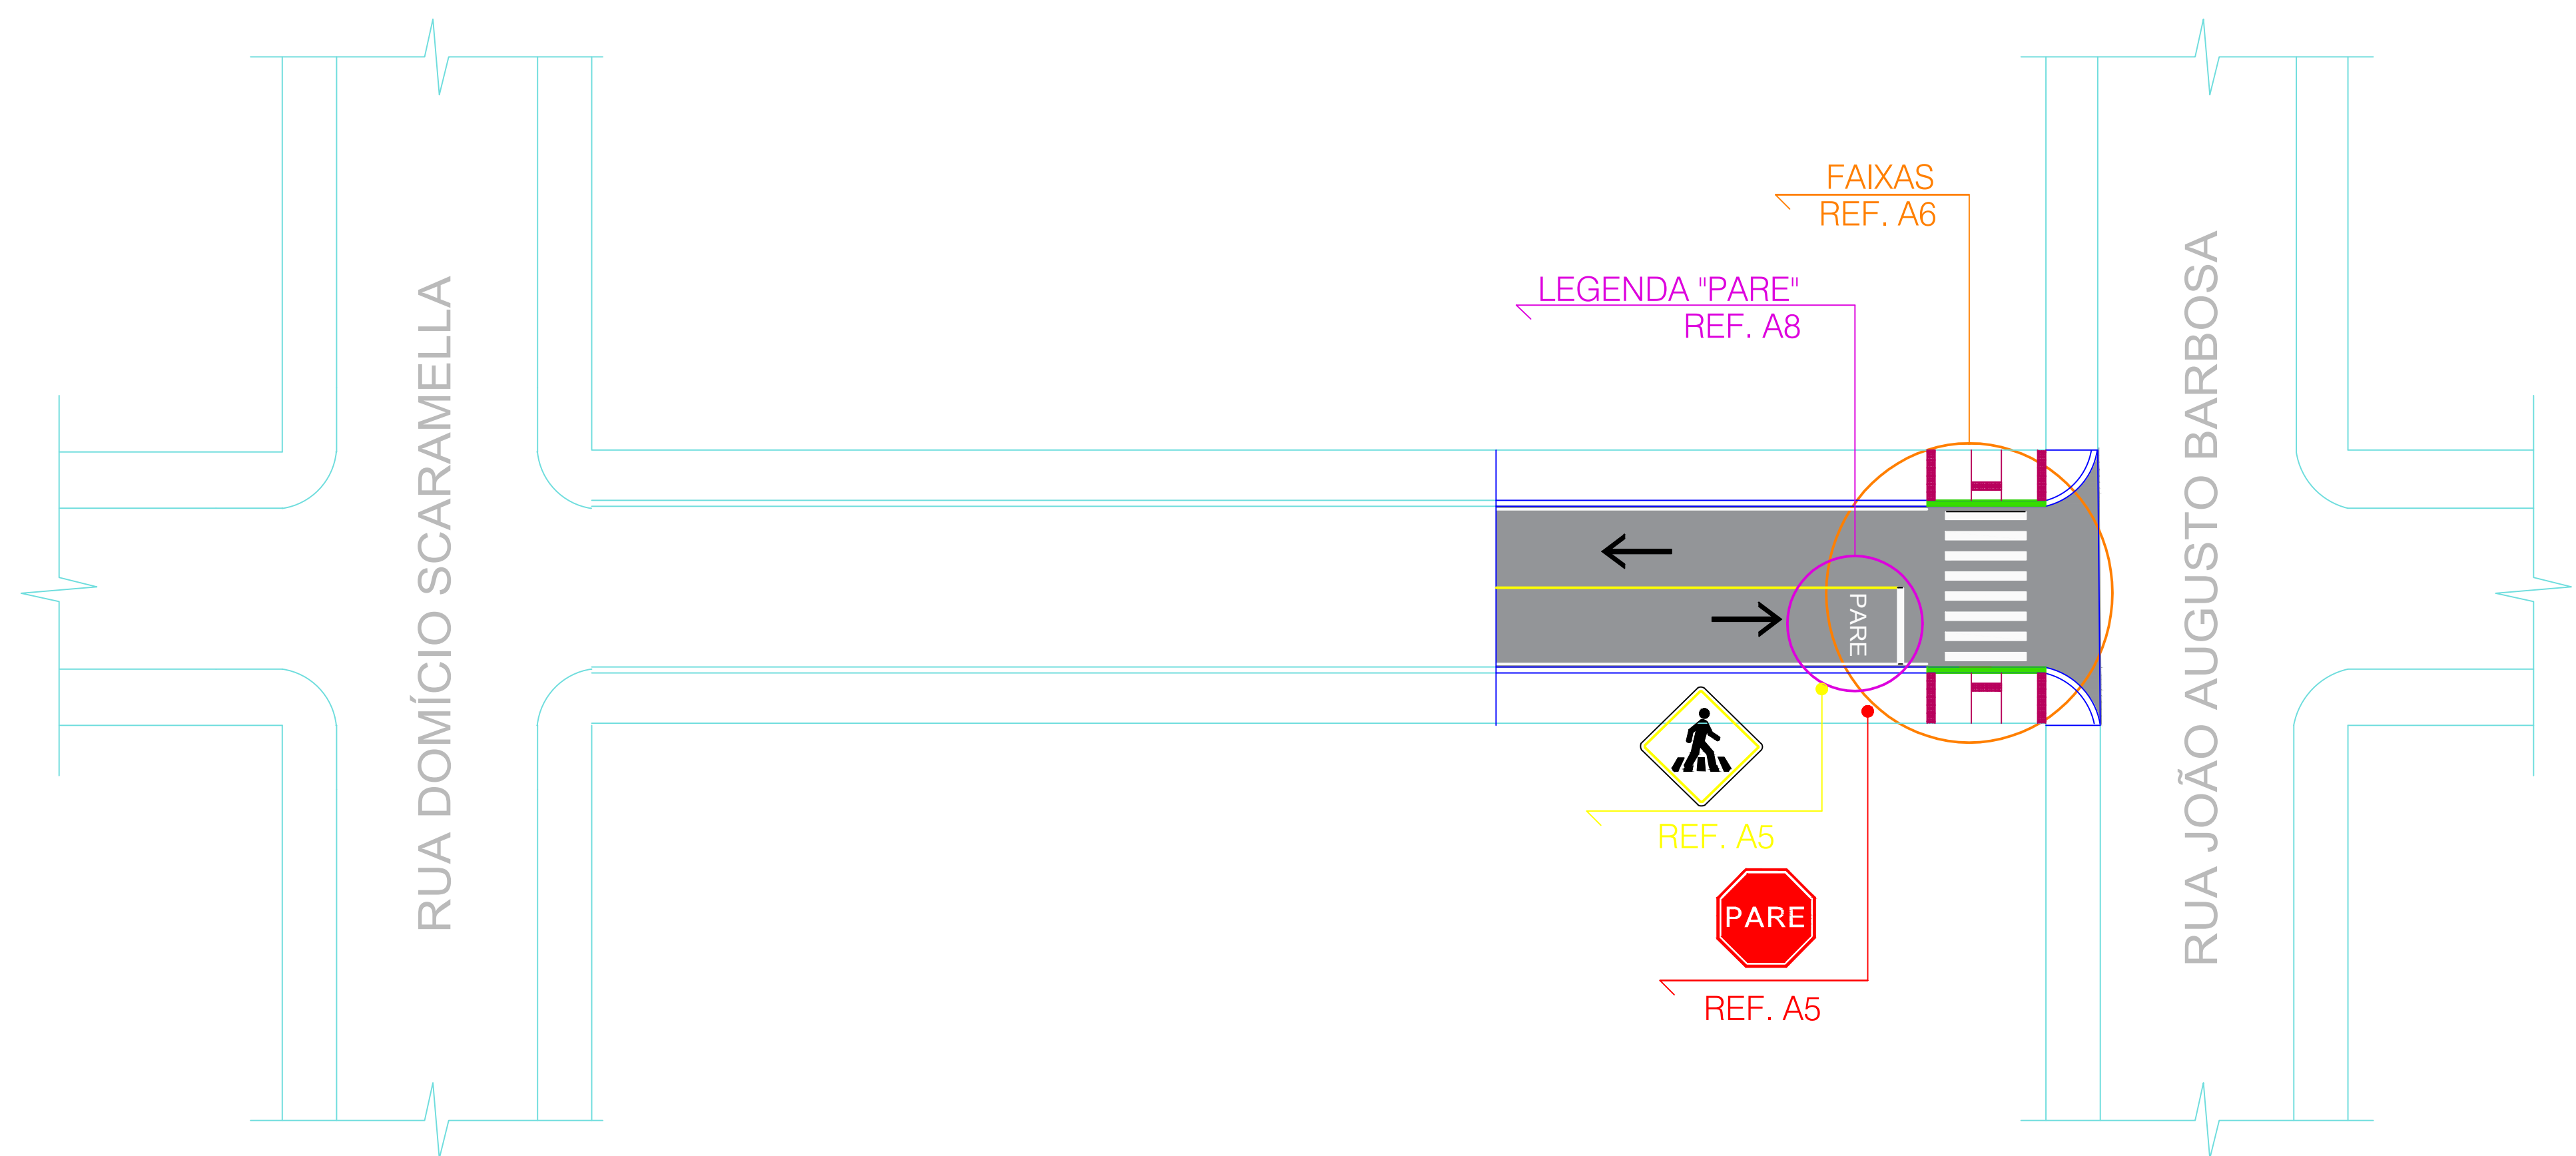 FAIXAS
REF. A6
LEGENDA "PARE"
REF. A8
RUA DOMÍCIO SCARAMELLA
RUA JOÃO AUGUSTO BARBOSA
PARE
REF. A5
PARE
REF. A5